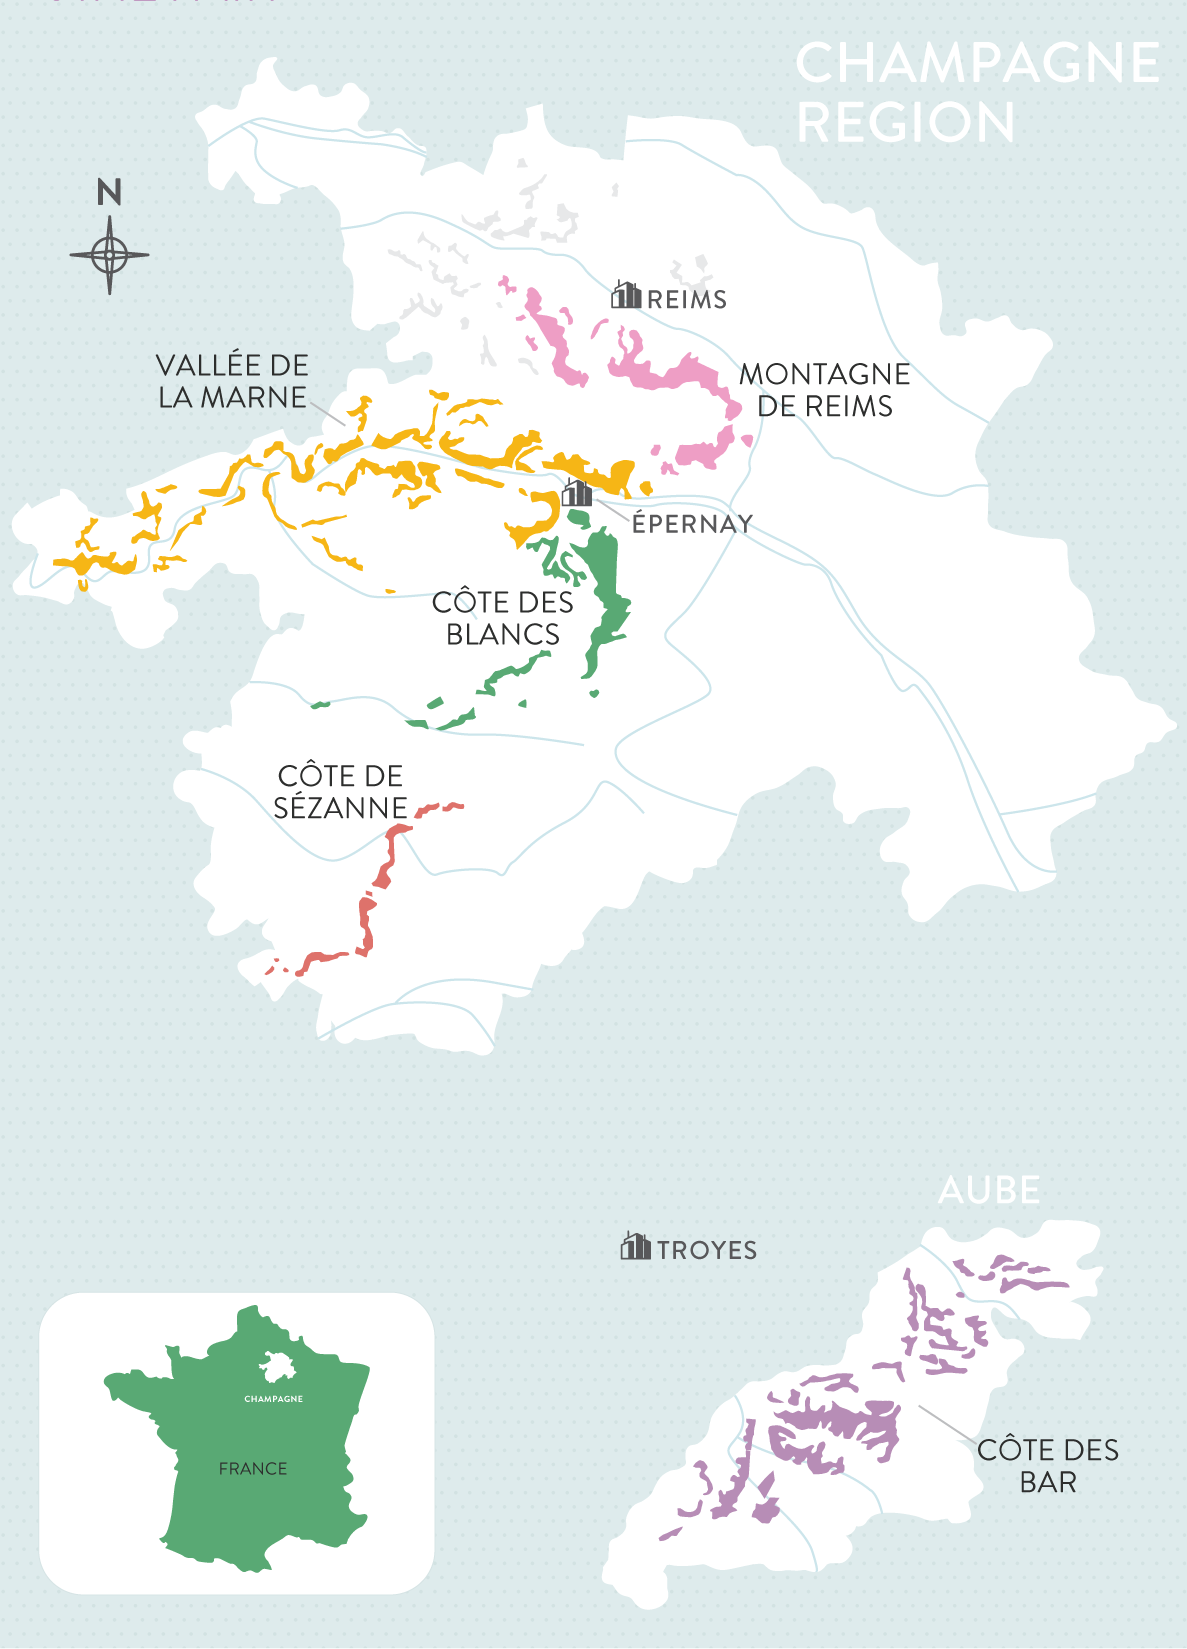 CHAMPAGNE
REGION
N
REIMS
VALLÉE DE
LA MARNE
MONTAGNE
DE REIMS
ÉPERNAY
CÔTE DES
BLANCS
CÔTE DE
SÉZANNE
AUBE
TROYES
CHAMPAGNE
FRANCE
CÔTE DES
BAR